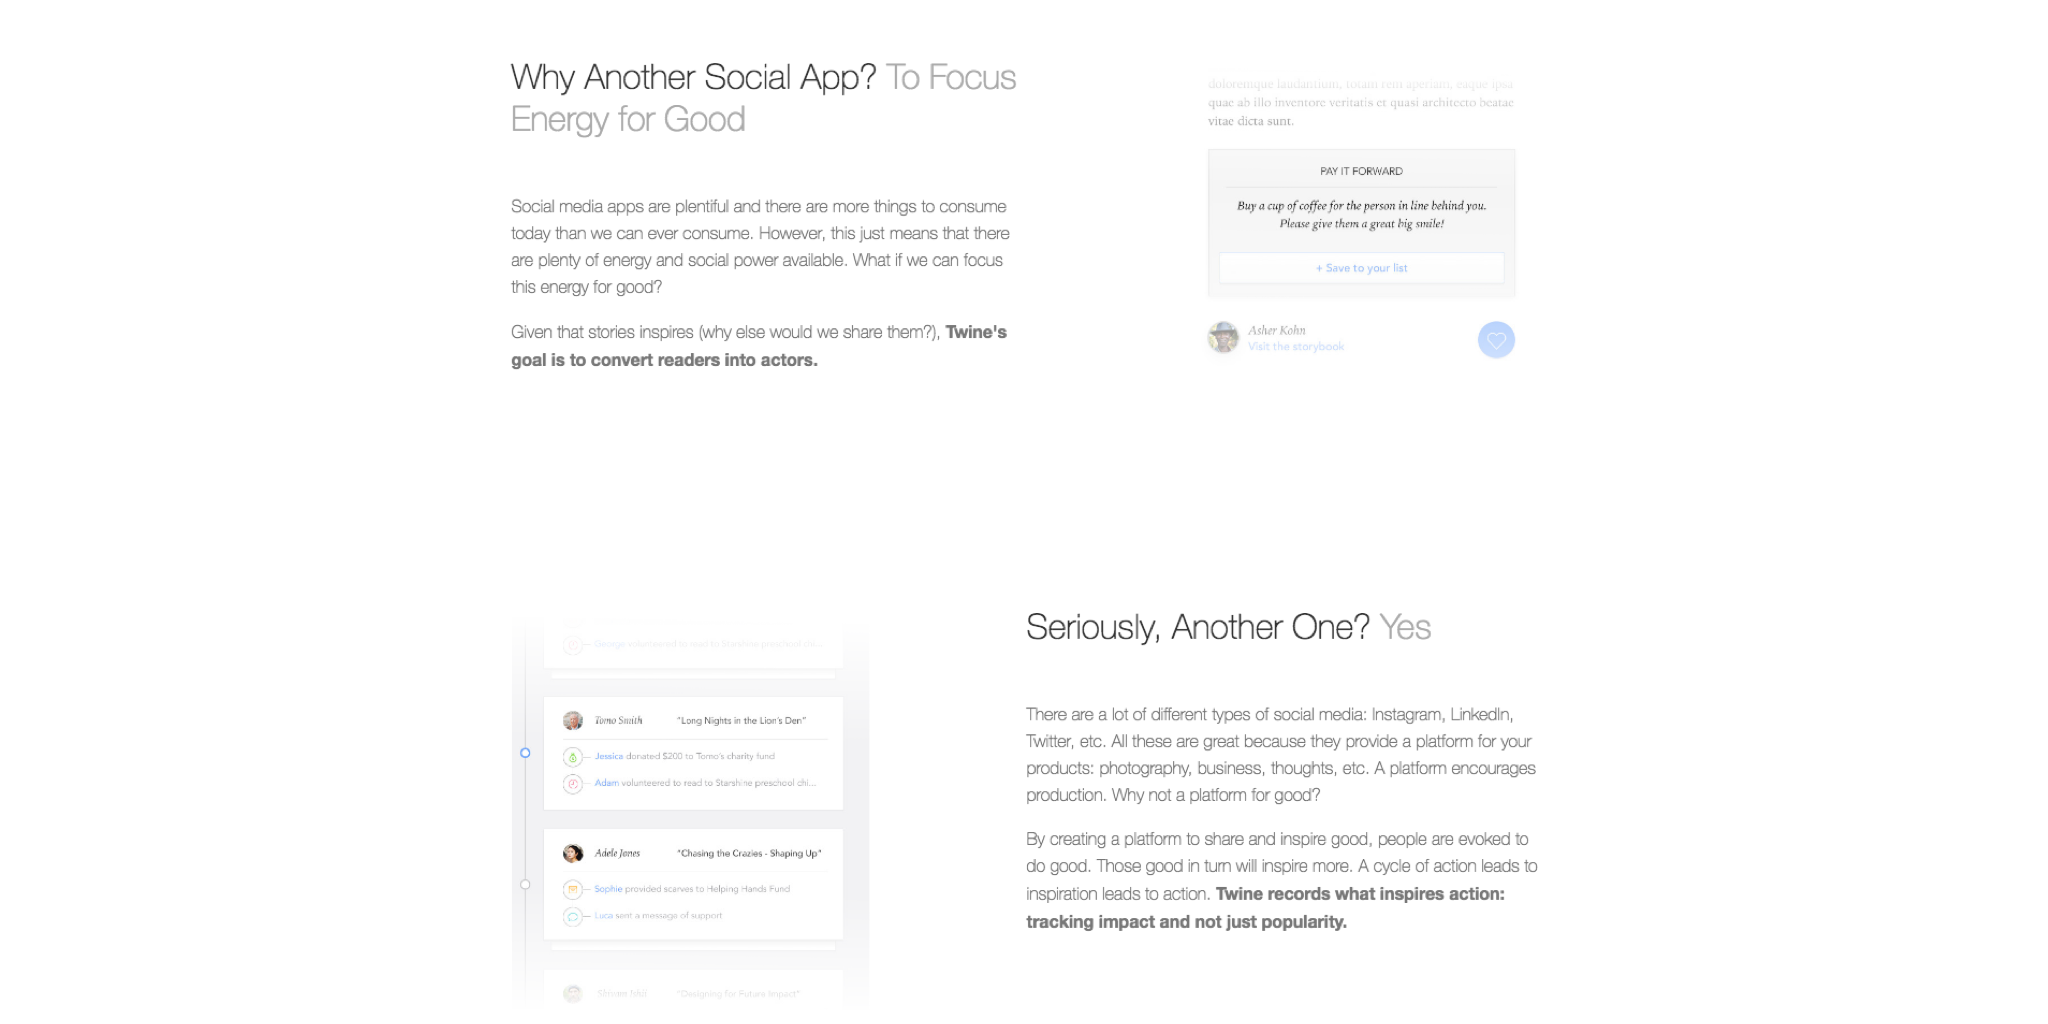 Why Another Social App? To Focus
Energy for Good
Social media apps are plentiful and there are more things to consume
today than we can ever consume. However, this just means that there
are plenty of energy and social power available. What if we can focus
this energy for good?
Given that stories inspires (why else would we share them?), Twine's
goal is to convert readers into actors.
doloremque laudantium, totam rem aperiam, eaque ipsa
quae ab illo inventore veritatis et quasi architecto beatae
vitae dicta sunt.
PAY IT FORWARD
Buy a cup of coffee for the person in line behind you.
Please give them a great big smile!
+ Save to your list
Asher Kohn
Visit the storybook
George volunteered to read to Starshine preschool chi...
Tomo Smith "Long Nights in the Lion's Den"
Jessica donated $200 to Tomo's charity fund
Adam volunteered to read to Starshine preschool chi...
Adele Jones "Chasing the Crazies - Shaping Up"
Sophie provided scarves to Helping Hands Fund
Luca sent a message of support
"Designing for Future Impact"
Seriously, Another One? Yes
There are a lot of different types of social media: Instagram, LinkedIn,
Twitter, etc. All these are great because they provide a platform for your
products: photography, business, thoughts, etc. A platform encourages
production. Why not a platform for good?
By creating a platform to share and inspire good, people are evoked to
do good. Those good in turn will inspire more. A cycle of action leads to
inspiration leads to action. Twine records what inspires action:
tracking impact and not just popularity.